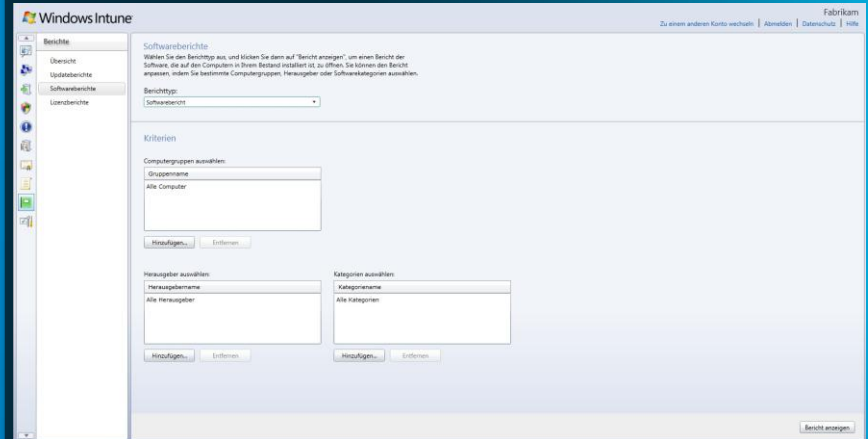 Windows Intune
Fabrikam
Zu einem anderen Konto wechseln | Abmelden | Datenschutz | Hilfe
Berichte
Übersicht
Updateberichte
Softwareberichte
Lizenzberichte
Softwareberichte
Wählen Sie den Berichttyp aus, und klicken Sie dann auf "Bericht anzeigen", um einen Bericht der
Software, die auf den Computern in Ihrem Bestand installiert ist, zu öffnen. Sie können den Bericht
anpassen, indem Sie bestimmte Computergruppen, Herausgeber oder Softwarekategorien auswählen.
Berichttyp:
Softwarebericht
Kriterien
Computergruppen auswählen:
Gruppenname
Alle Computer
Hinzufügen... Entfernen
Herausgeber auswählen: Kategorien auswählen:
Herausgebername Kategoriename
Alle Herausgeber Alle Kategorien
Hinzufügen... Entfernen Hinzufügen... Entfernen
Bericht anzeigen